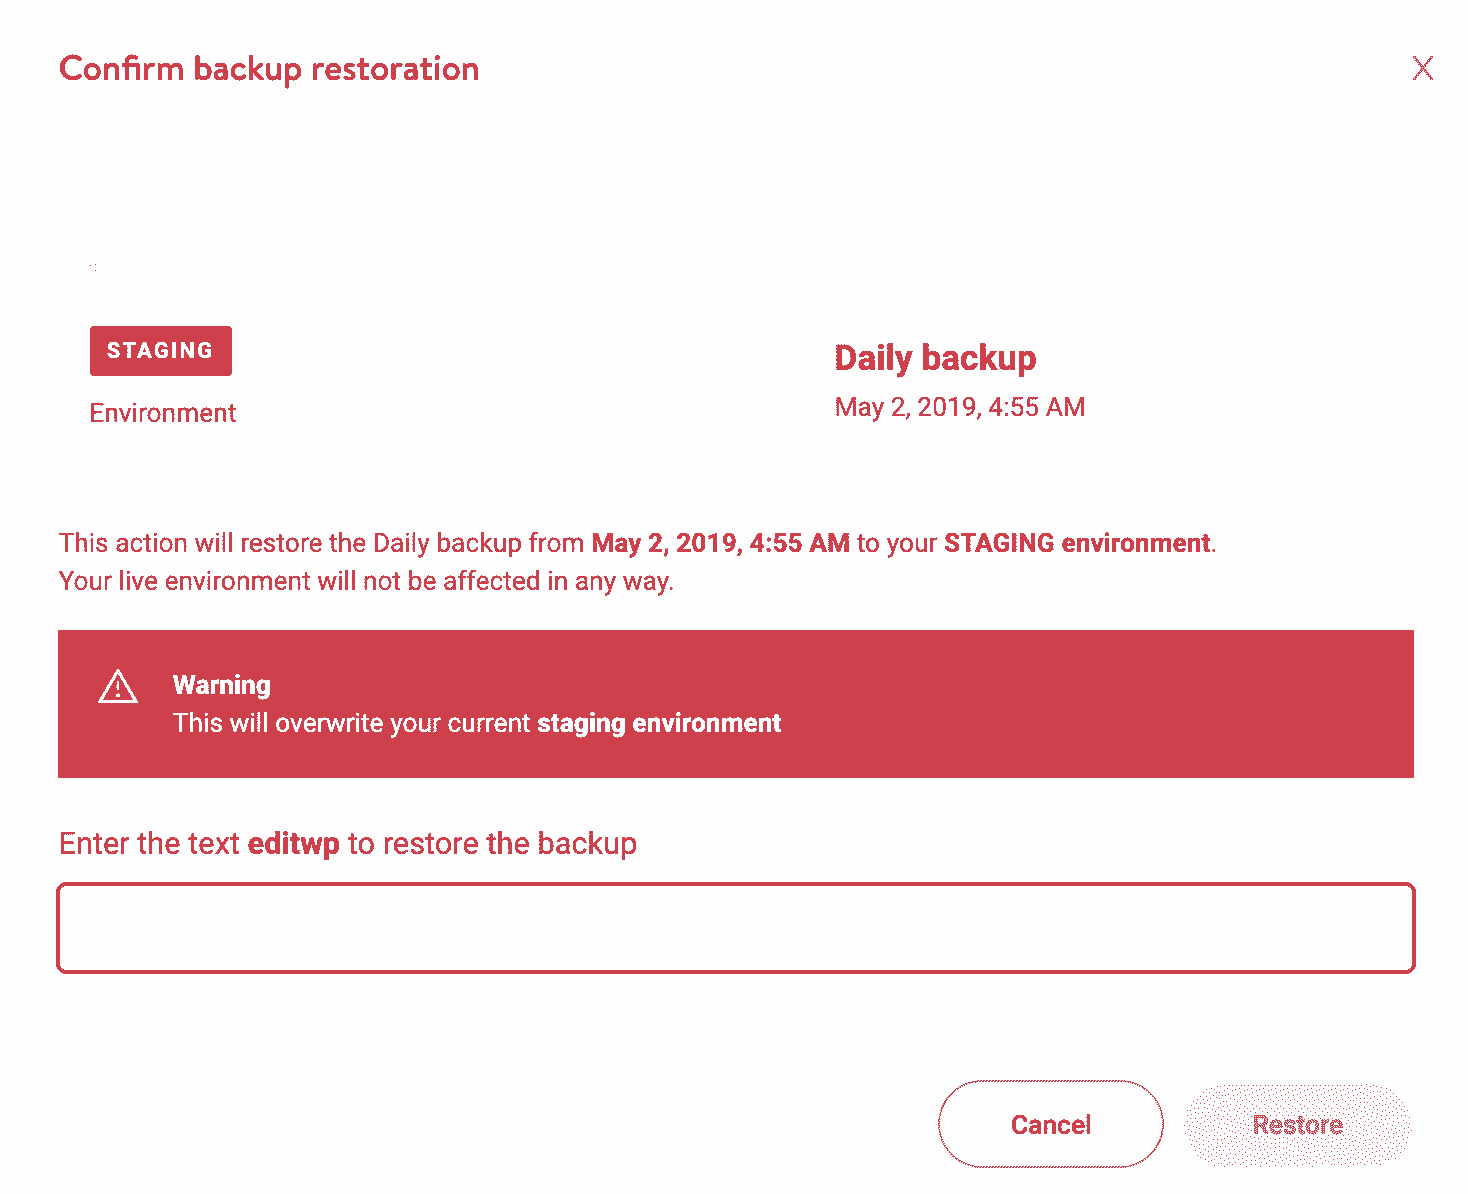 Confirm backup restoration
X
STAGING
Environment
Daily backup
May 2, 2019, 4:55 AM
This action will restore the Daily backup from May 2, 2019, 4:55 AM to your STAGING environment.
Your live environment will not be affected in any way.
Warning
This will overwrite your current staging environment
Enter the text editwp to restore the backup
Cancel
Restore